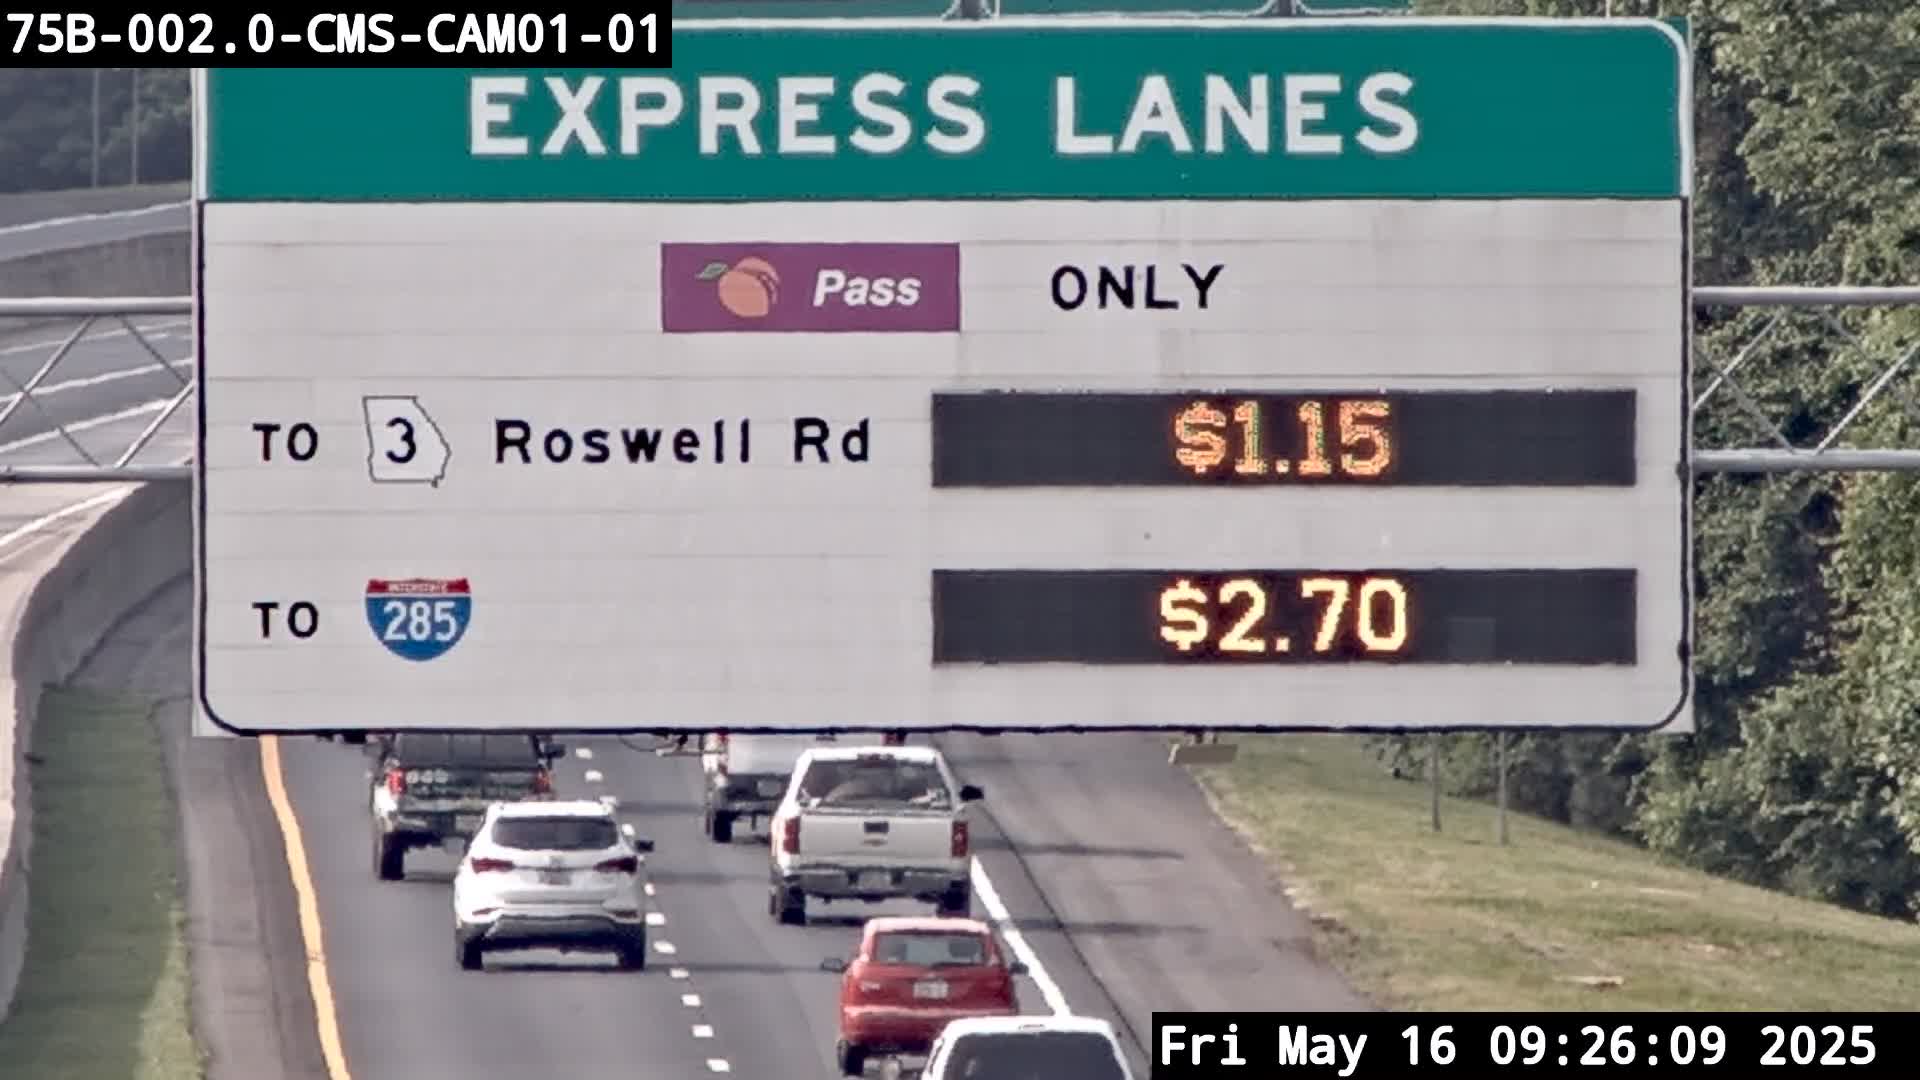 75B-002.0-CMS-CAM01-01
EXPRESS LANES
Pass ONLY
TO 3 Roswell Rd $1.15
INTERSTATE
TO 285 $2.70
Fri May 16 09:26:09 2025